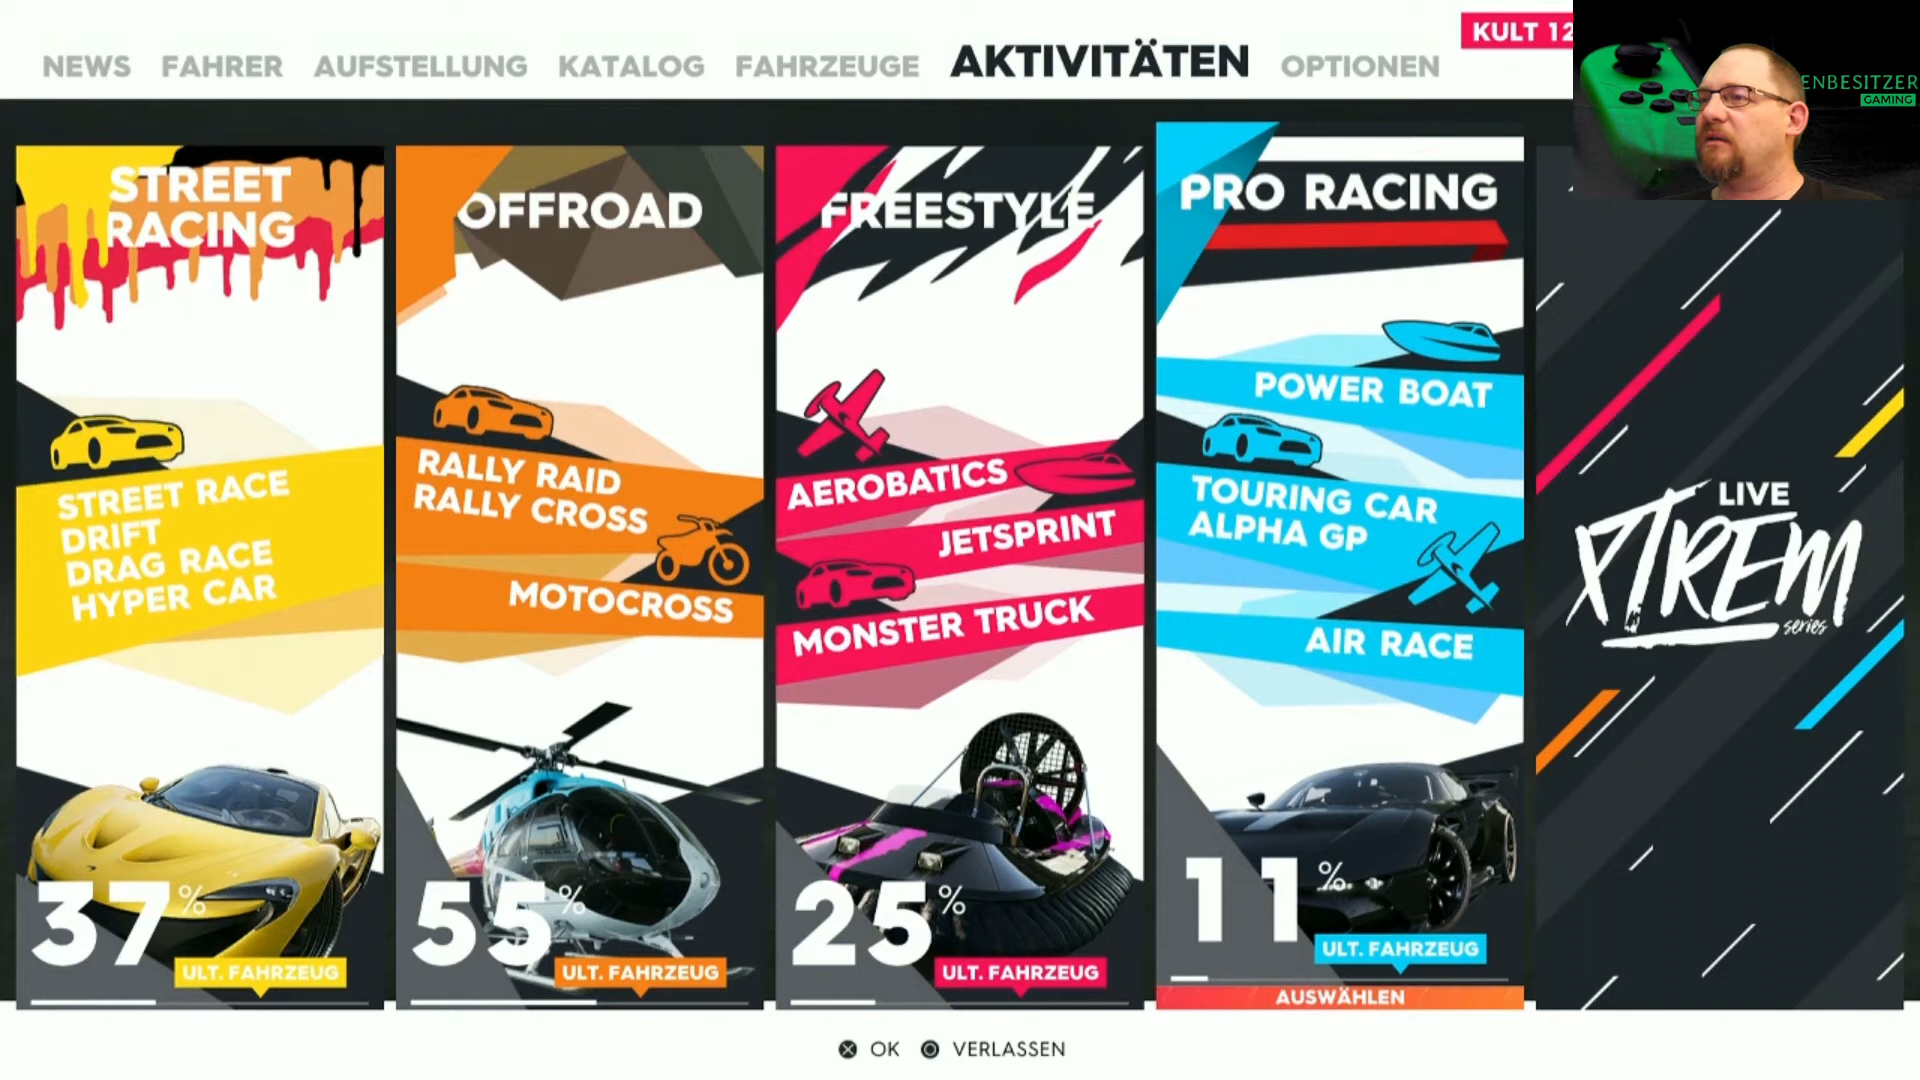 NEWS FAHRER AUFSTELLUNG KATALOG FAHRZEUGE AKTIVITÄTEN OPTIONEN
KULT 12
ENBESITZER
GAMING
STREET
RACING
STREET RACE
DRIFT
DRAG RACE
HYPER CAR
37%
ULT. FAHRZEUG
OFFROAD
RALLY RAID
RALLY CROSS
MOTOCROSS
55%
ULT. FAHRZEUG
FREESTYLE
AEROBATICS
JETSPRINT
MONSTER TRUCK
25%
ULT. FAHRZEUG
PRO RACING
POWER BOAT
TOURING CAR
ALPHA GP
AIR RACE
11%
ULT. FAHRZEUG
AUSWÄHLEN
LIVE
XTREM
series
OK VERLASSEN